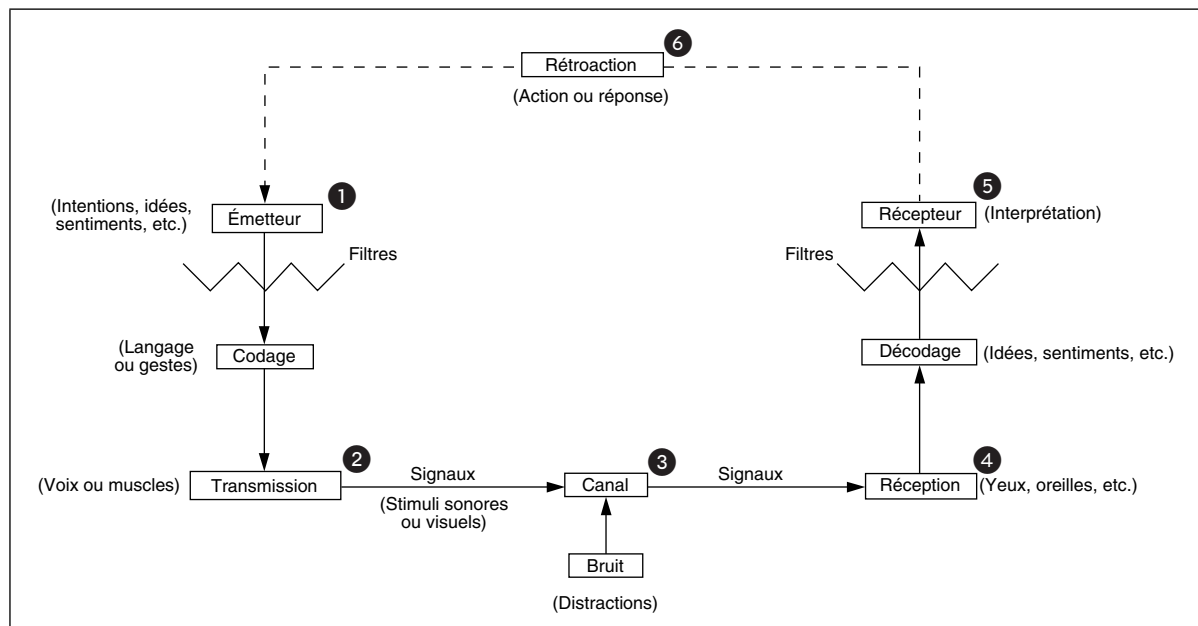 6
Rétroaction
(Action ou réponse)
1
(Intentions, idées,
sentiments, etc.)
Émetteur
5
Récepteur
(Interprétation)
Filtres
Filtres
(Langage
ou gestes)
Codage
Décodage
(Idées, sentiments, etc.)
2
(Voix ou muscles)
Transmission
Signaux
(Stimuli sonores
ou visuels)
3
Canal
Signaux
4
Réception
(Yeux, oreilles, etc.)
Bruit
(Distractions)